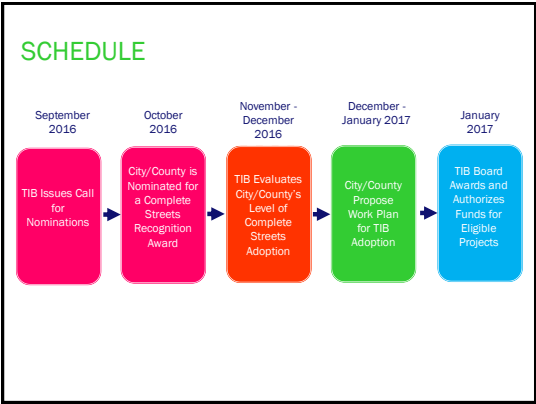 SCHEDULE
September
2016
October
2016
November -
December
2016
December -
January 2017
January
2017
TIB Issues Call
for
Nominations
City/County is
Nominated for
a Complete
Streets
Recognition
Award
TIB Evaluates
City/County's
Level of
Complete
Streets
Adoption
City/County
Propose
Work Plan
for TIB
Adoption
TIB Board
Awards and
Authorizes
Funds for
Eligible
Projects